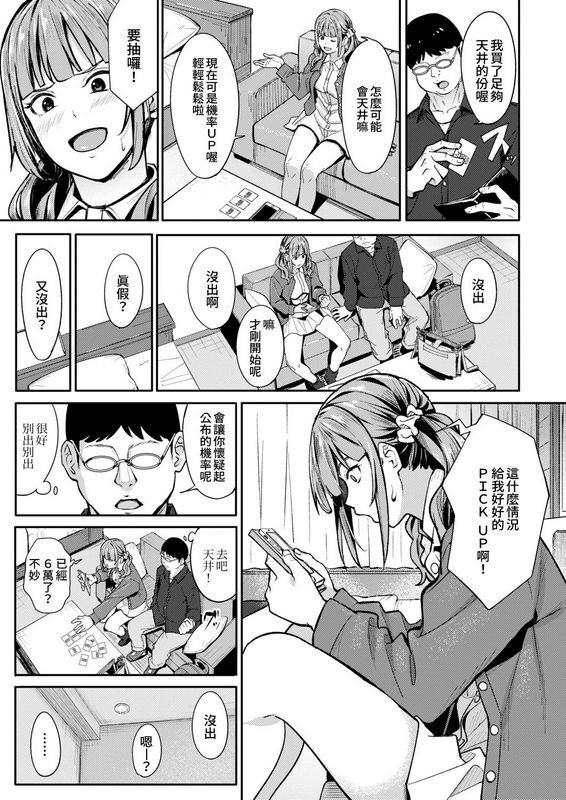 我買了足夠
天井的份喔
怎麼可能
會天井嘛
現在可是機率UP喔
輕輕鬆鬆啦
要抽囉！
沒出
嘛
才剛開始呢
沒出啊
真假？
又沒出？
這什麼情況
給我好好的
PICK UP啊！
會讓你懷疑起
公布的機率呢
很好
別出別出
去吧
天井！
已經
6萬了？
不妙
沒出
嗯—？
……